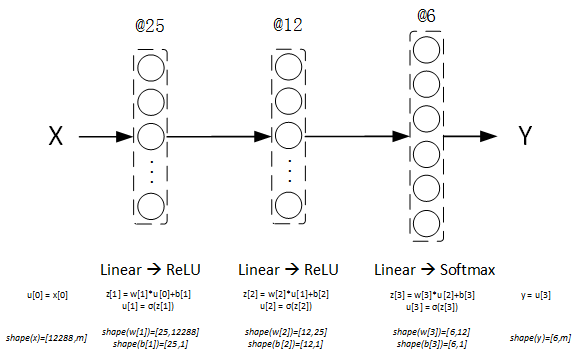 @25
@12
@6
X
Y
Linear → ReLU
Linear → ReLU
Linear → Softmax
u[0] = x[0]
z[1] = w[1]*u[0]+b[1]
u[1] = σ(z[1])
z[2] = w[2]*u[1]+b[2]
u[2] = σ(z[2])
z[3] = w[3]*u[2]+b[3]
u[3] = σ(z[3])
y = u[3]
shape(x)=[12288,m]
shape(w[1])=[25,12288]
shape(b[1])=[25,1]
shape(w[2])=[12,25]
shape(b[2])=[12,1]
shape(w[3])=[6,12]
shape(b[3])=[6,1]
shape(y)=[6,m]